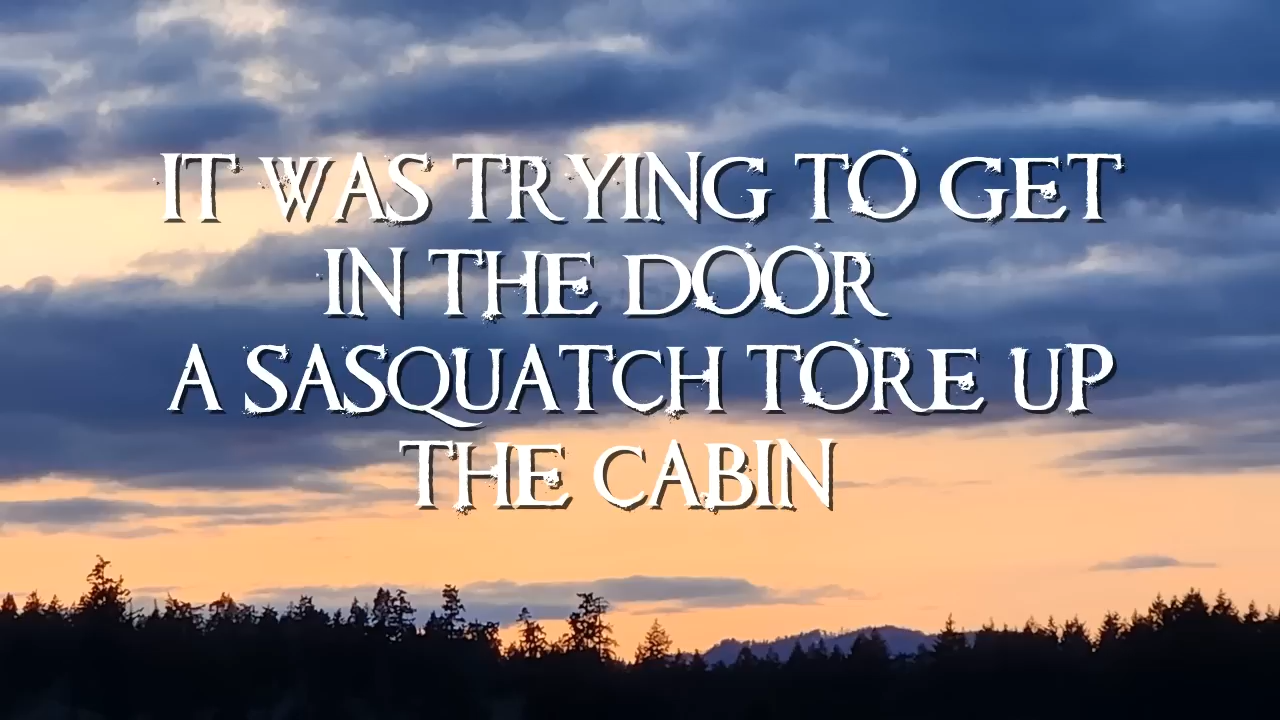 IT WAS TRYING TO GET
IN THE DOOR
A SASQUATCH TORE UP
THE CABIN